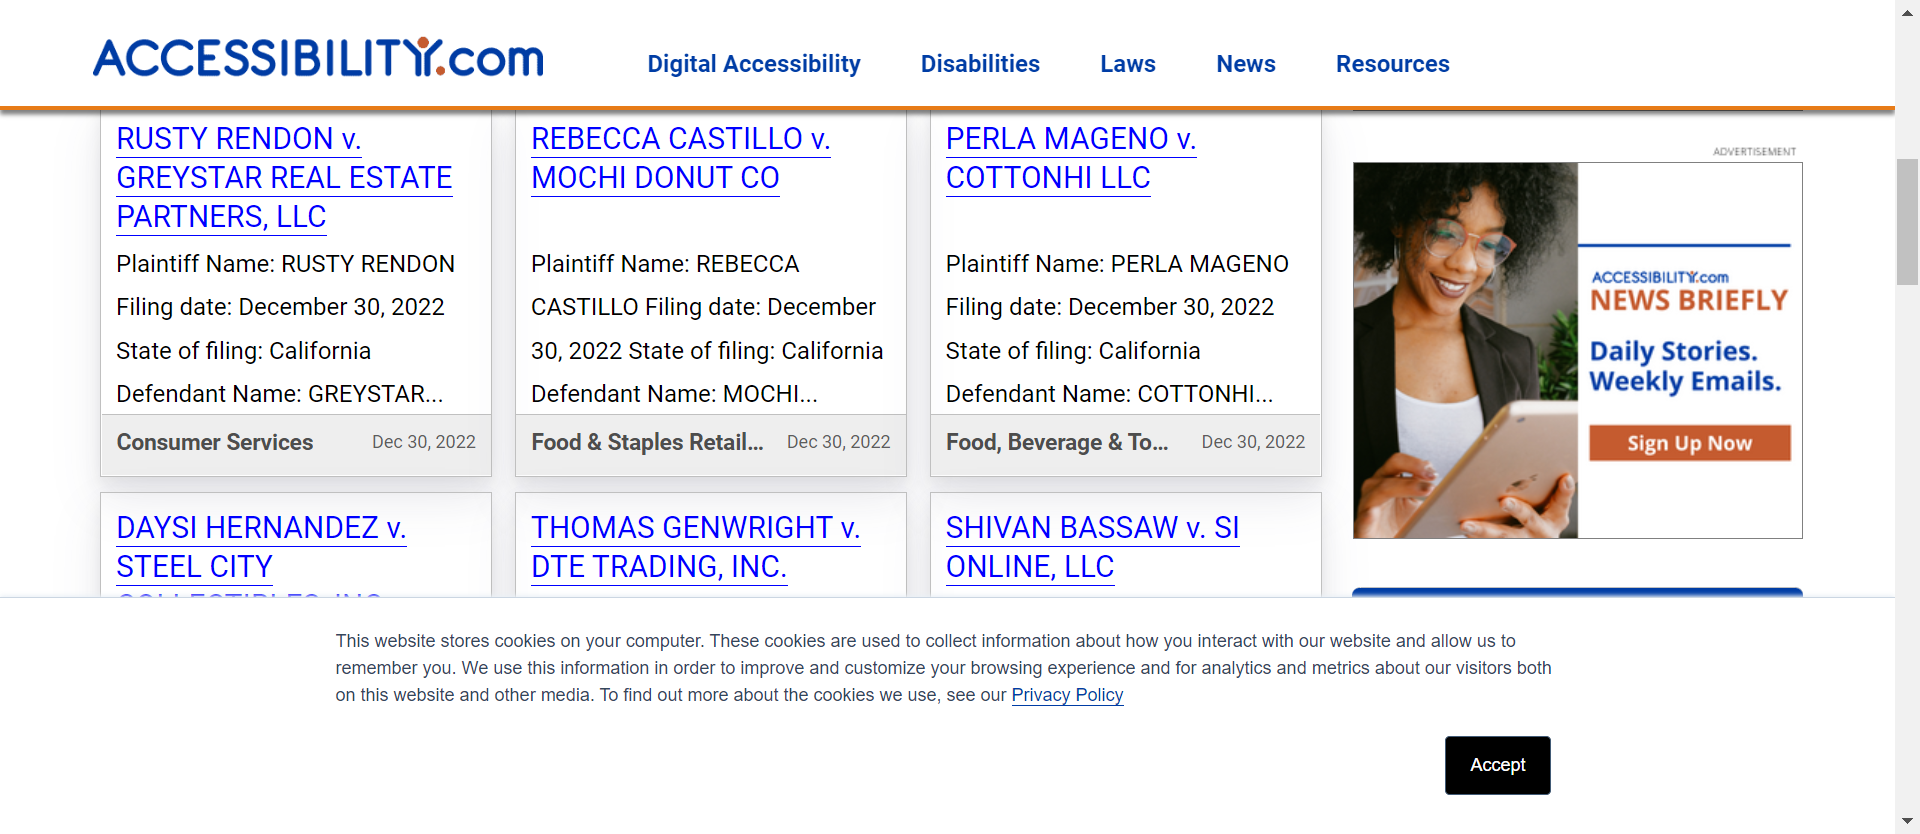 ACCESSIBILITY.com
Digital Accessibility
Disabilities
Laws
News
Resources
RUSTY RENDON v.
GREYSTAR REAL ESTATE
PARTNERS, LLC
Plaintiff Name: RUSTY RENDON
Filing date: December 30, 2022
State of filing: California
Defendant Name: GREYSTAR...
Consumer Services
Dec 30, 2022
REBECCA CASTILLO v.
MOCHI DONUT CO
Plaintiff Name: REBECCA
CASTILLO Filing date: December
30, 2022 State of filing: California
Defendant Name: MOCHI...
Food & Staples Retail...
Dec 30, 2022
PERLA MAGENO v.
COTTONHI LLC
Plaintiff Name: PERLA MAGENO
Filing date: December 30, 2022
State of filing: California
Defendant Name: COTTONHI...
Food, Beverage & To...
Dec 30, 2022
DAYSI HERNANDEZ v.
STEEL CITY
COLLECTIBLES, INC
THOMAS GENWRIGHT v.
DTE TRADING, INC.
SHIVAN BASSAW v. SI
ONLINE, LLC
ADVERTISEMENT
ACCESSIBILITY.com
NEWS BRIEFLY
Daily Stories.
Weekly Emails.
Sign Up Now
This website stores cookies on your computer. These cookies are used to collect information about how you interact with our website and allow us to
remember you. We use this information in order to improve and customize your browsing experience and for analytics and metrics about our visitors both
on this website and other media. To find out more about the cookies we use, see our Privacy Policy
Accept